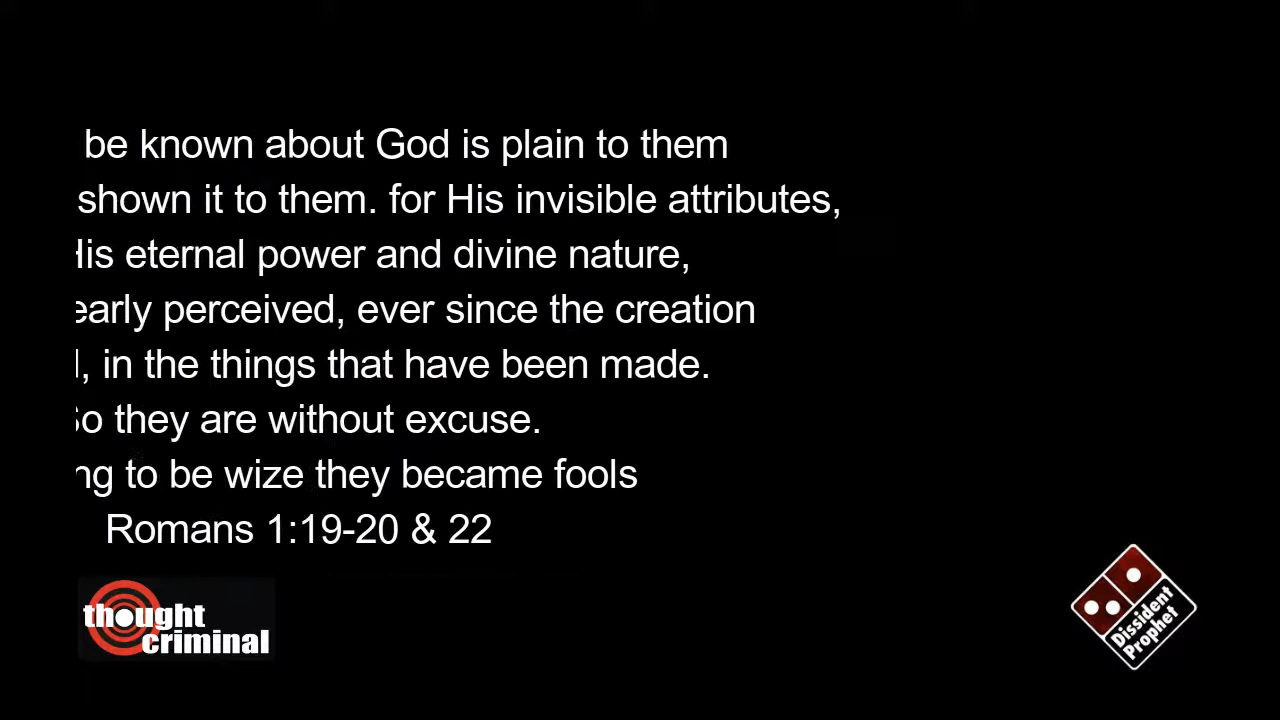 be known about God is plain to them
shown it to them. for His invisible attributes,
His eternal power and divine nature,
early perceived, ever since the creation
, in the things that have been made.
So they are without excuse.
ng to be wize they became fools
Romans 1:19-20 & 22
thought
criminal
Dissident
Prophet